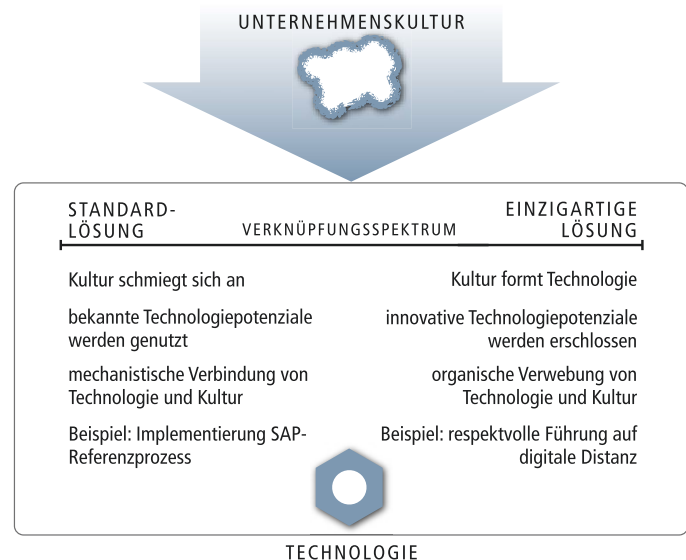 UNTERNEHMENSKULTUR
STANDARD-
LÖSUNG
VERKNÜPFUNGSSPEKTRUM
EINZIGARTIGE
LÖSUNG
Kultur schmiegt sich an
Kultur formt Technologie
bekannte Technologiepotenziale
werden genutzt
innovative Technologiepotenziale
werden erschlossen
mechanistische Verbindung von
Technologie und Kultur
organische Verwebung von
Technologie und Kultur
Beispiel: Implementierung SAP-
Referenzprozess
Beispiel: respektvolle Führung auf
digitale Distanz
TECHNOLOGIE